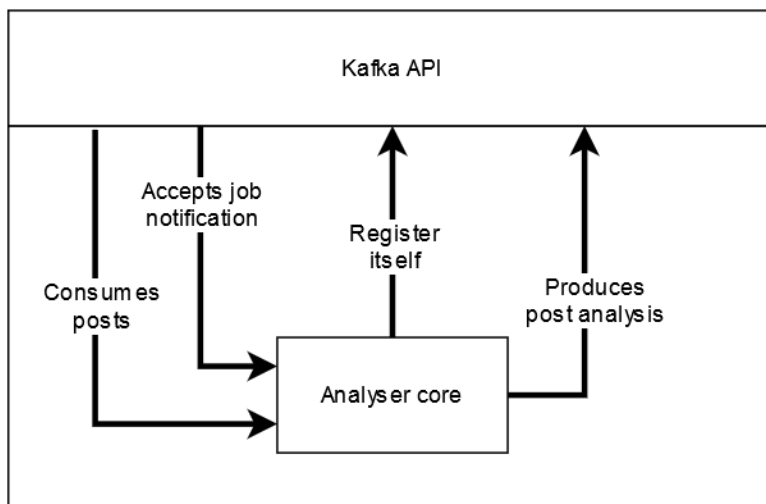 Kafka API
Accepts job
notification
Register
itself
Consumes
posts
Produces
post analysis
Analyser core